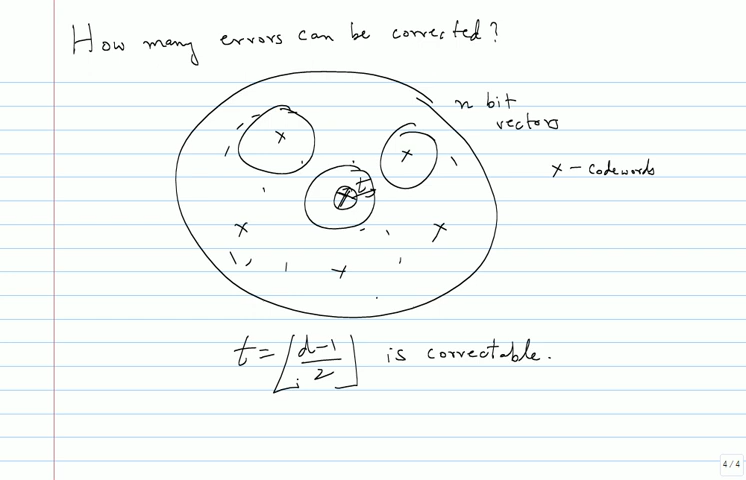 How many errors can be corrected?
n bit
vectors
x – codewords
t
t = ⌊(d-1)/2⌋ is correctable.
4/4